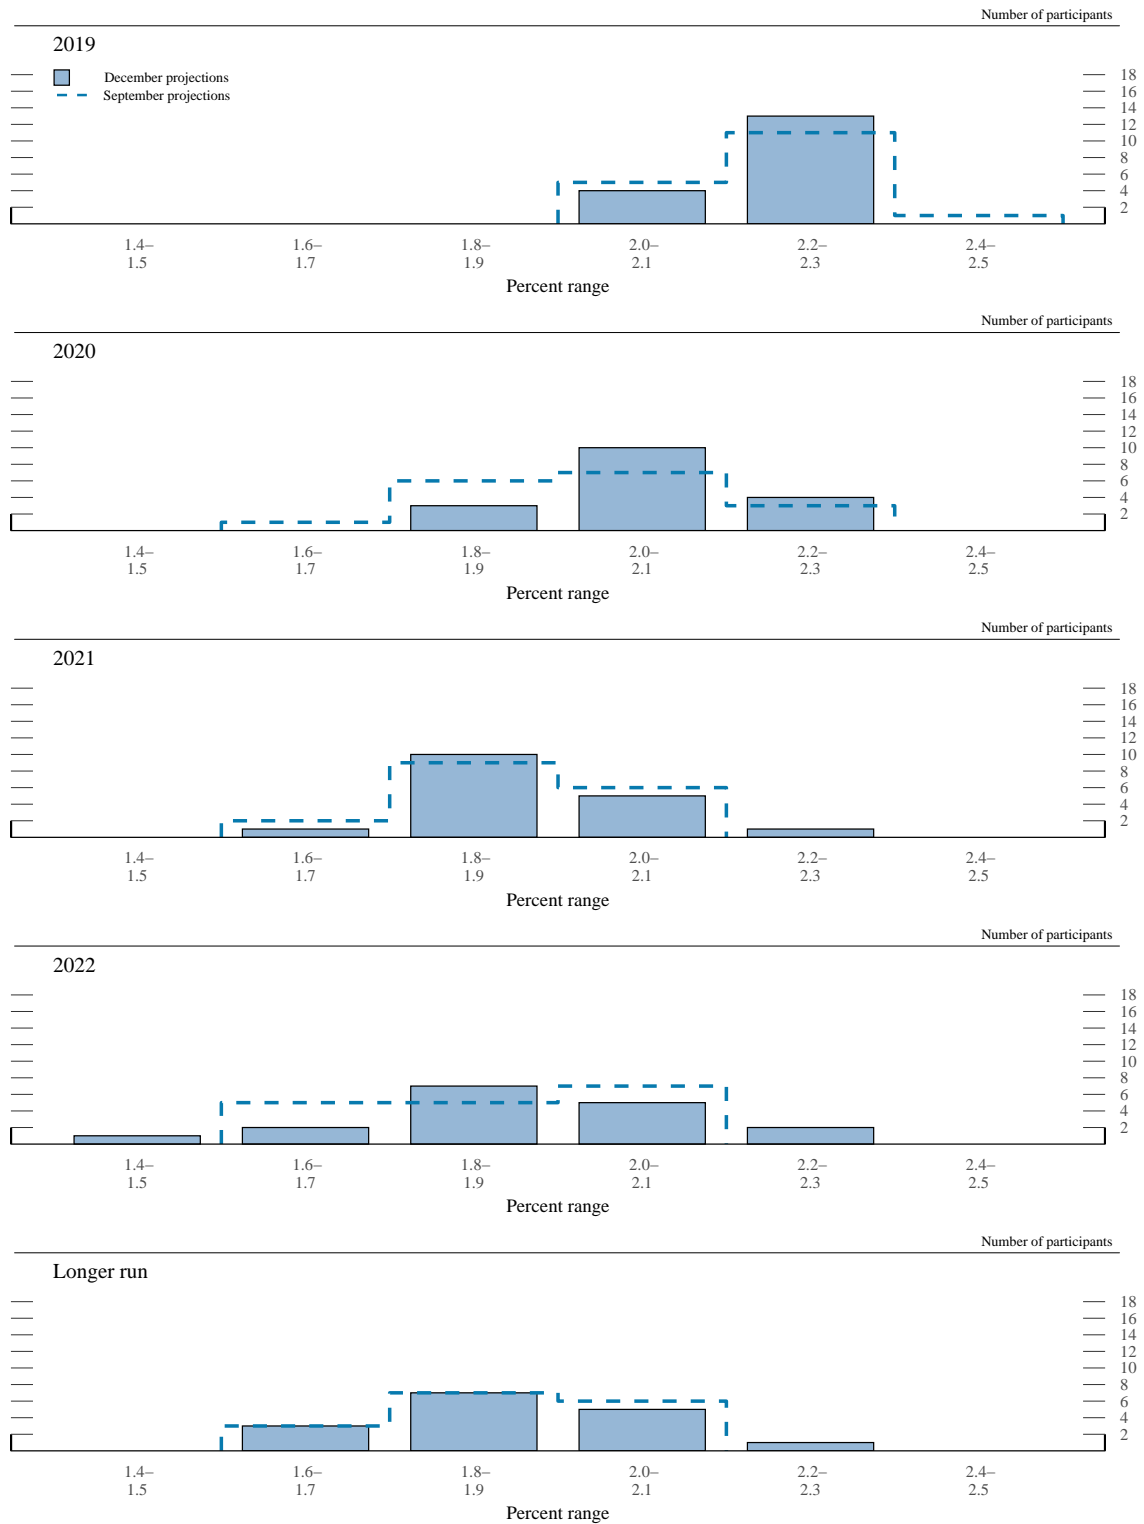 Number of participants
2019
December projections
September projections
18
16
14
12
10
8
6
4
2
1.4– 1.6– 1.8– 2.0– 2.2– 2.4–
1.5 1.7 1.9 2.1 2.3 2.5
Percent range
Number of participants
2020
18
16
14
12
10
8
6
4
2
1.4– 1.6– 1.8– 2.0– 2.2– 2.4–
1.5 1.7 1.9 2.1 2.3 2.5
Percent range
Number of participants
2021
18
16
14
12
10
8
6
4
2
1.4– 1.6– 1.8– 2.0– 2.2– 2.4–
1.5 1.7 1.9 2.1 2.3 2.5
Percent range
Number of participants
2022
18
16
14
12
10
8
6
4
2
1.4– 1.6– 1.8– 2.0– 2.2– 2.4–
1.5 1.7 1.9 2.1 2.3 2.5
Percent range
Number of participants
Longer run
18
16
14
12
10
8
6
4
2
1.4– 1.6– 1.8– 2.0– 2.2– 2.4–
1.5 1.7 1.9 2.1 2.3 2.5
Percent range